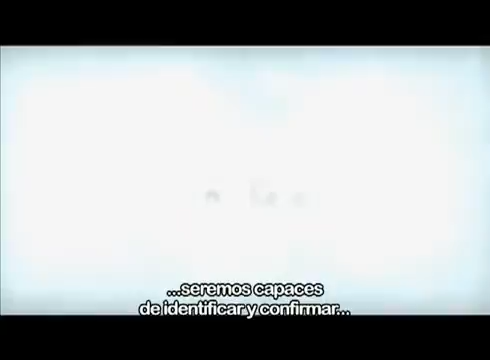 ...seremos capaces
de identificar y confirmar...